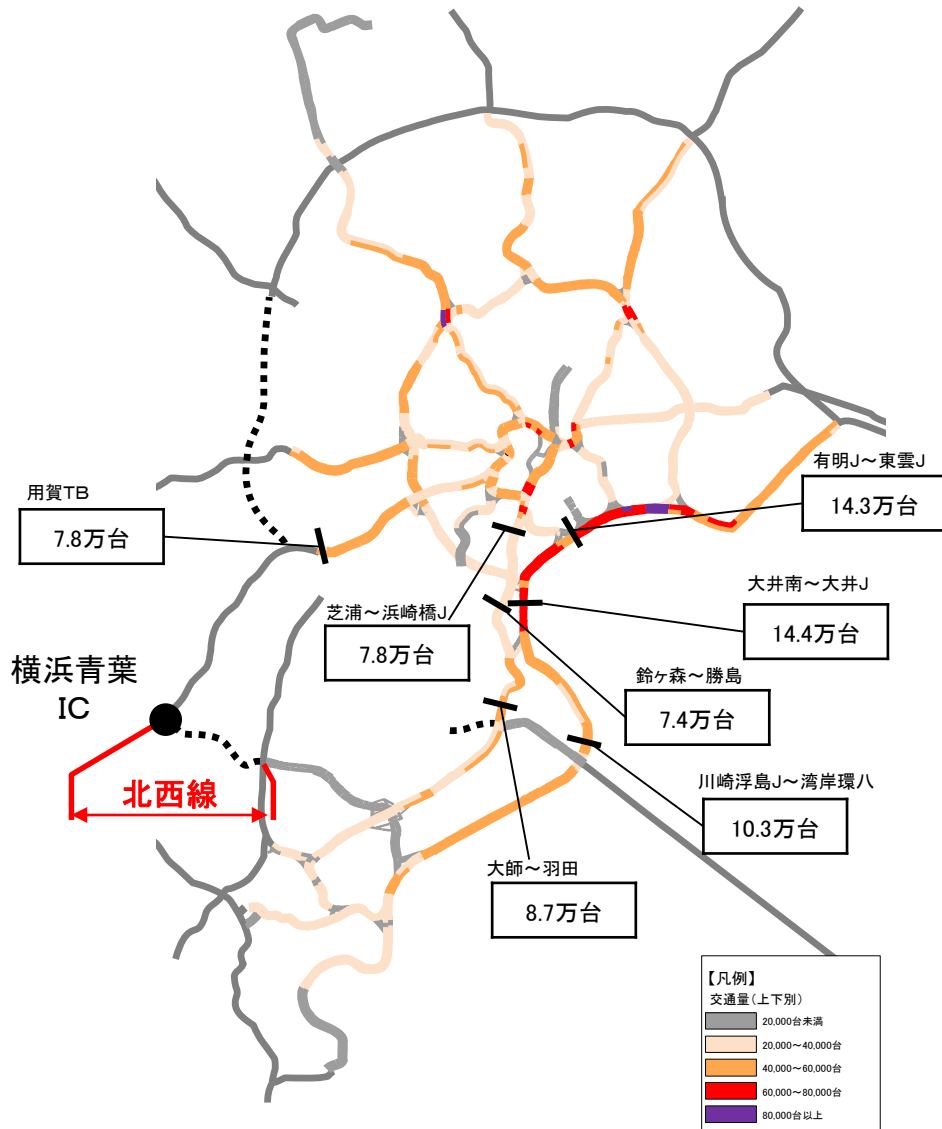 有明J~東雲J
14.3万台
用賀TB
7.8万台
大井南~大井J
14.4万台
芝浦~浜崎橋J
7.8万台
横浜青葉
IC
鈴ヶ森~勝島
7.4万台
北西線
川崎浮島J~湾岸環八
10.3万台
大師~羽田
8.7万台
【凡例】
交通量(上下別)
20,000台未満
20,000~40,000台
40,000~60,000台
60,000~80,000台
80,000台以上